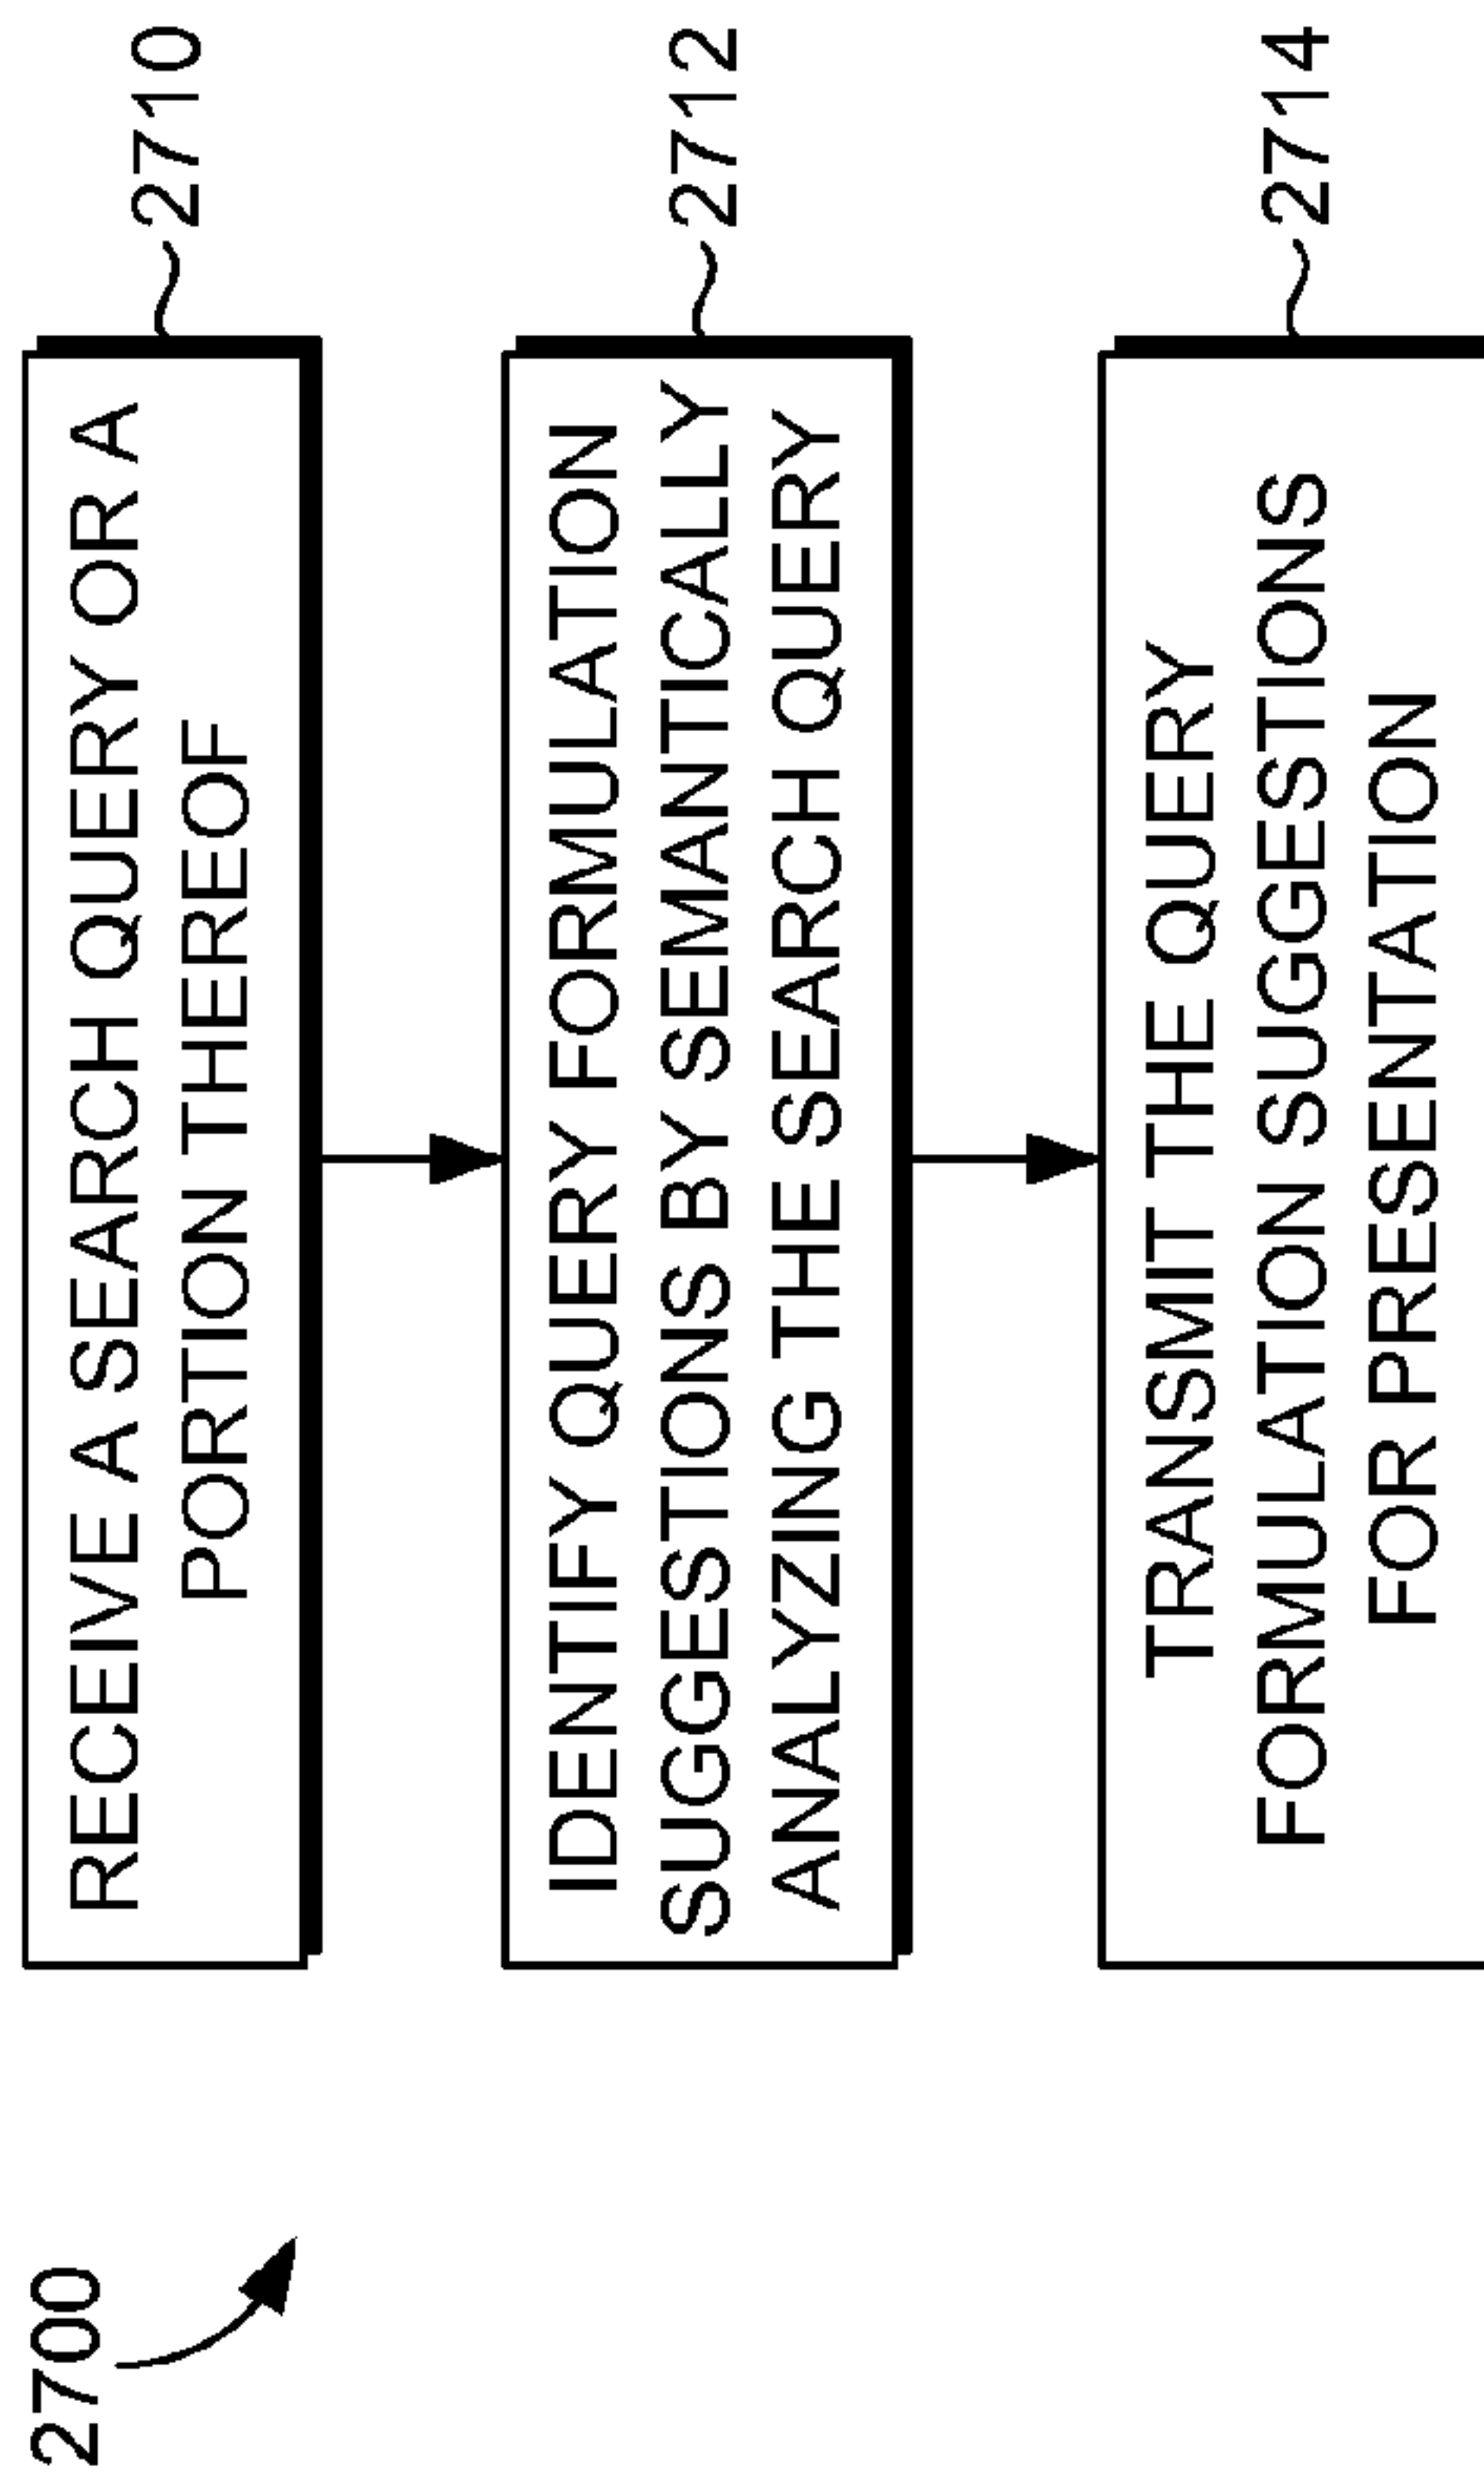 2700
RECEIVE A SEARCH QUERY OR A
PORTION THEREOF
2710
IDENTIFY QUERY FORMULATION
SUGGESTIONS BY SEMANTICALLY
ANALYZING THE SEARCH QUERY
2712
TRANSMIT THE QUERY
FORMULATION SUGGESTIONS
FOR PRESENTATION
2714